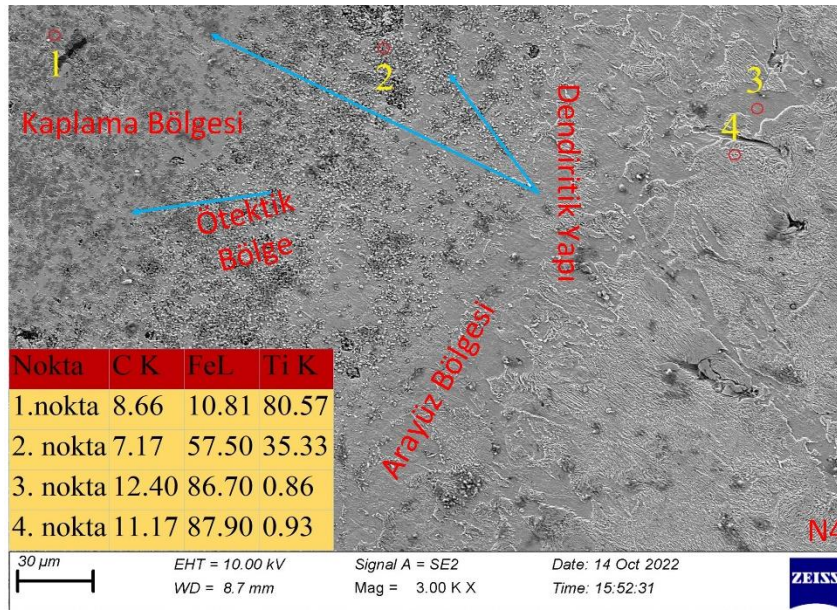 1
2
3
4
Kaplama Bölgesi
Ötektik
Bölge
Dendiritik Yapı
Arayüz Bölgesi
Nokta C K FeL Ti K
1.nokta 8.66 10.81 80.57
2. nokta 7.17 57.50 35.33
3. nokta 12.40 86.70 0.86
4. nokta 11.17 87.90 0.93
N4
30 µm
EHT = 10.00 kV Signal A = SE2 Date: 14 Oct 2022
WD = 8.7 mm Mag = 3.00 K X Time: 15:52:31
ZEISS